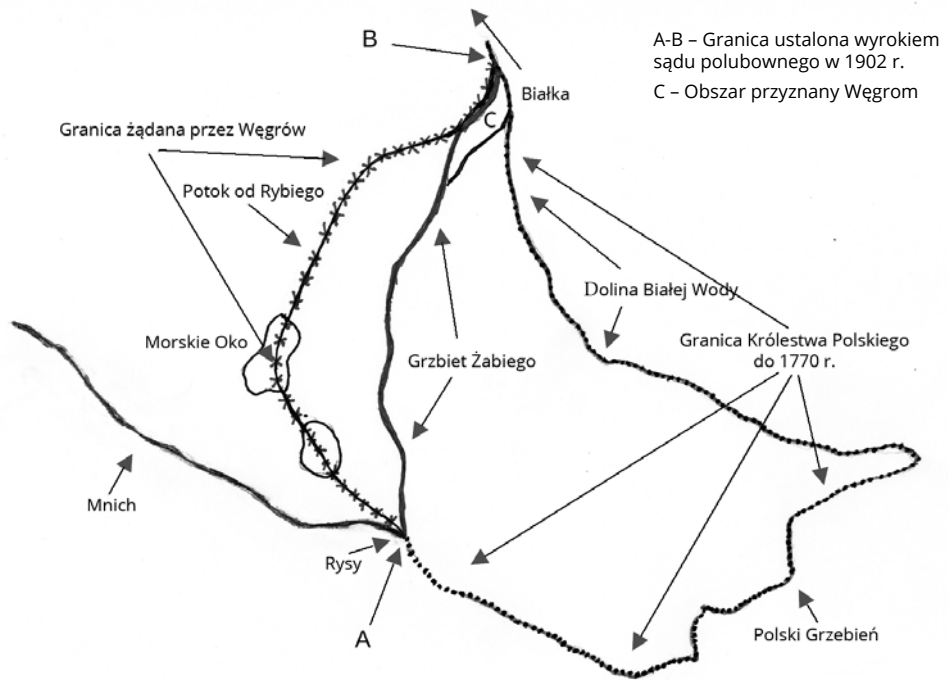 A-B – Granica ustalona wyrokiem
sądu polubownego w 1902 r.
C – Obszar przyznany Węgrom
B
Białka
C
Granica żądana przez Węgrów
Potok od Rybiego
Dolina Białej Wody
Morskie Oko
Grzbiet Żabiego
Granica Królestwa Polskiego
do 1770 r.
Mnich
Rysy
A
Polski Grzebień